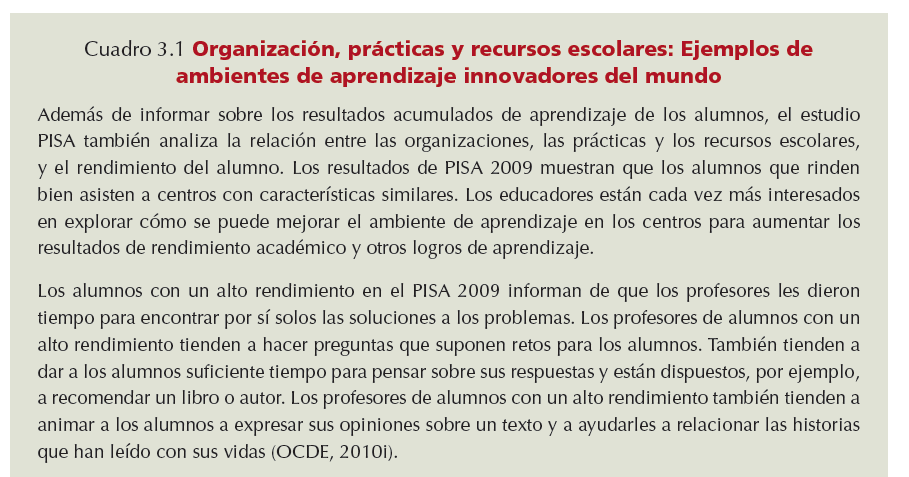 Cuadro 3.1 Organización, prácticas y recursos escolares: Ejemplos de
ambientes de aprendizaje innovadores del mundo
Además de informar sobre los resultados acumulados de aprendizaje de los alumnos, el estudio
PISA también analiza la relación entre las organizaciones, las prácticas y los recursos escolares,
y el rendimiento del alumno. Los resultados de PISA 2009 muestran que los alumnos que rinden
bien asisten a centros con características similares. Los educadores están cada vez más interesados
en explorar cómo se puede mejorar el ambiente de aprendizaje en los centros para aumentar los
resultados de rendimiento académico y otros logros de aprendizaje.
Los alumnos con un alto rendimiento en el PISA 2009 informan de que los profesores les dieron
tiempo para encontrar por sí solos las soluciones a los problemas. Los profesores de alumnos con un
alto rendimiento tienden a hacer preguntas que suponen retos para los alumnos. También tienden a
dar a los alumnos suficiente tiempo para pensar sobre sus respuestas y están dispuestos, por ejemplo,
a recomendar un libro o autor. Los profesores de alumnos con un alto rendimiento también tienden a
animar a los alumnos a expresar sus opiniones sobre un texto y a ayudarles a relacionar las historias
que han leído con sus vidas (OCDE, 2010i).